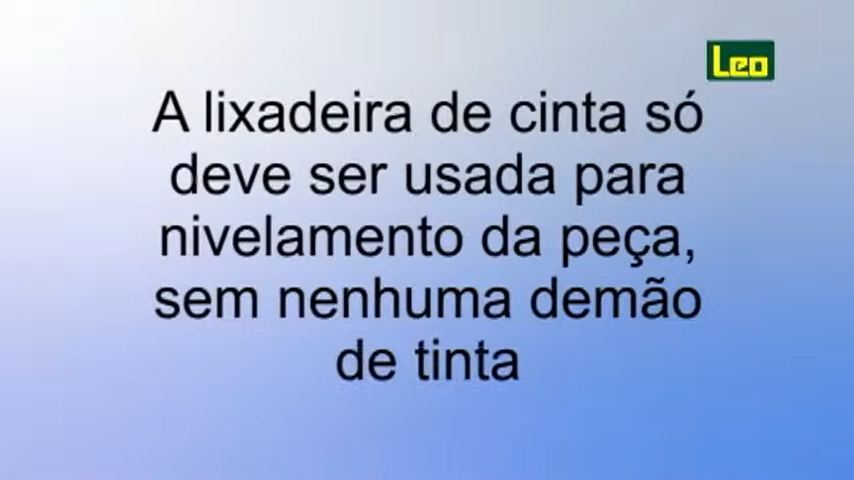 Leo
A lixadeira de cinta só
deve ser usada para
nivelamento da peça,
sem nenhuma demão
de tinta